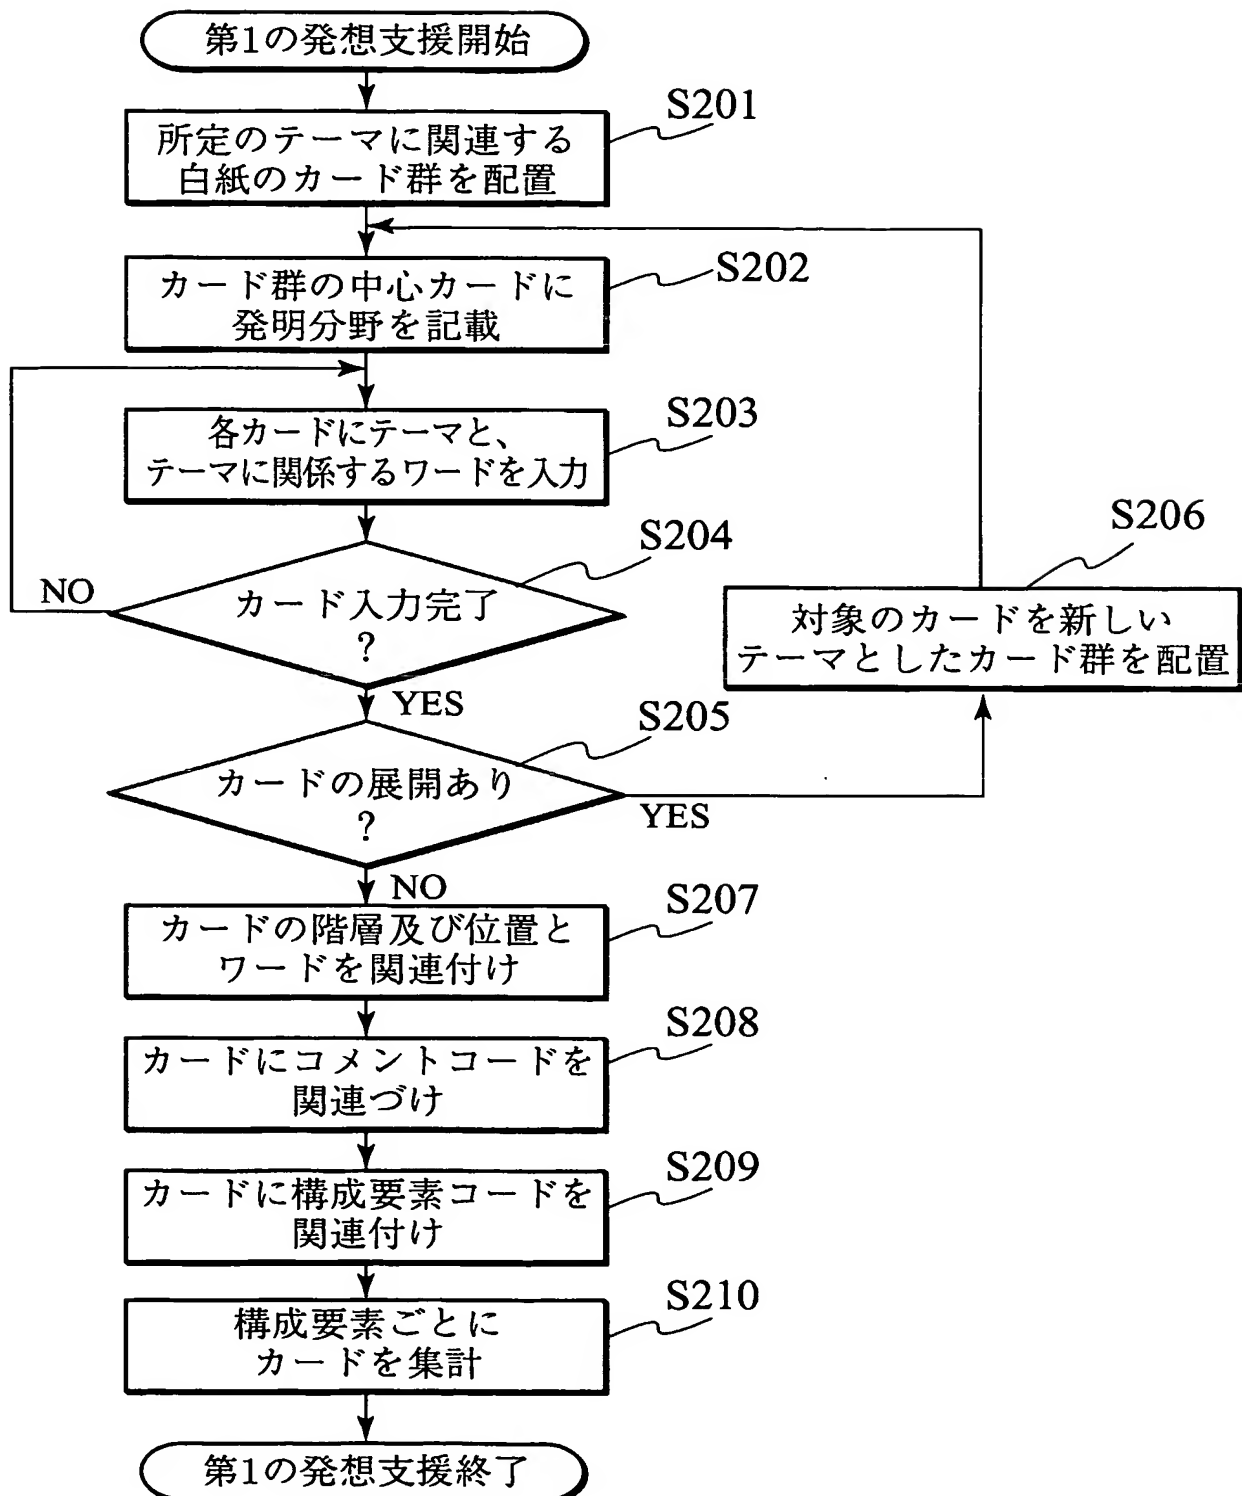 第1の発想支援開始
S201
所定のテーマに関連する
白紙のカード群を配置
S202
カード群の中心カードに
発明分野を記載
S203
各カードにテーマと、
テーマに関係するワードを入力
S204
カード入力完了
?
NO
YES
S205
カードの展開あり
?
YES
NO
S206
対象のカードを新しい
テーマとしたカード群を配置
S207
カードの階層及び位置と
ワードを関連付け
S208
カードにコメントコードを
関連づけ
S209
カードに構成要素コードを
関連付け
S210
構成要素ごとに
カードを集計
第1の発想支援終了